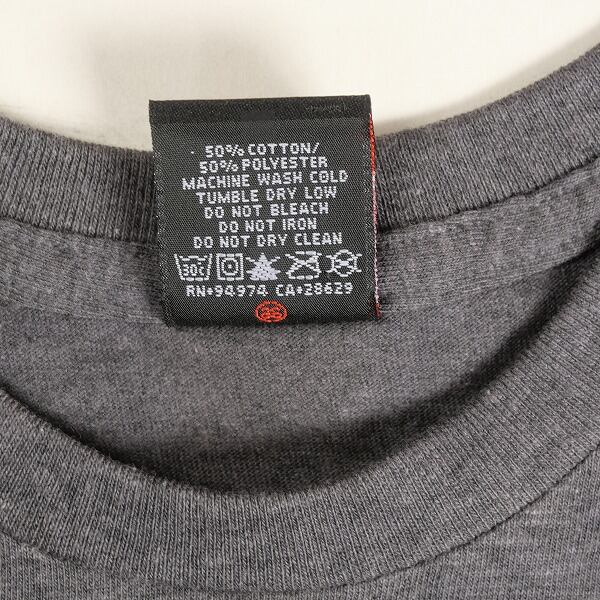 50% COTTON/
50% POLYESTER
MACHINE WASH COLD
TUMBLE DRY LOW
DO NOT BLEACH
DO NOT IRON
DO NOT DRY CLEAN
30c
RN•94974 CA•28629